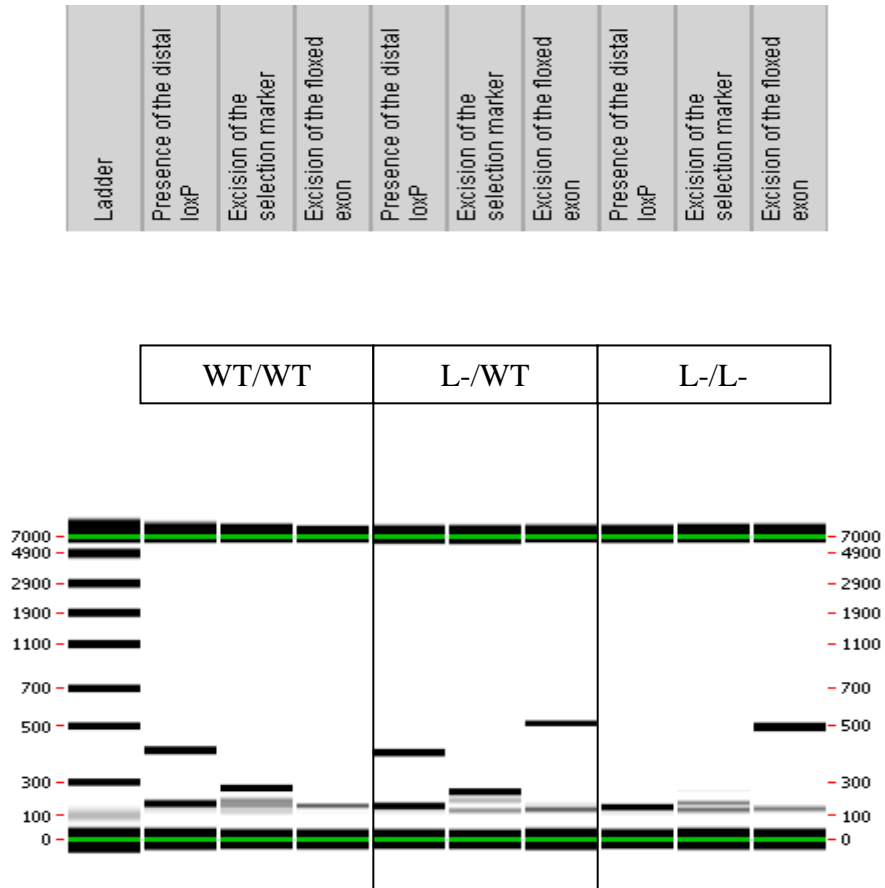 Ladder
Presence of the distal
loxP
Excision of the
selection marker
Excision of the floxed
exon
Presence of the distal
loxP
Excision of the
selection marker
Excision of the floxed
exon
Presence of the distal
loxP
Excision of the
selection marker
Excision of the floxed
exon
WT/WT
L-/WT
L-/L-
7000
4900
2900
1900
1100
700
500
300
100
0
7000
4900
2900
1900
1100
700
500
300
100
0